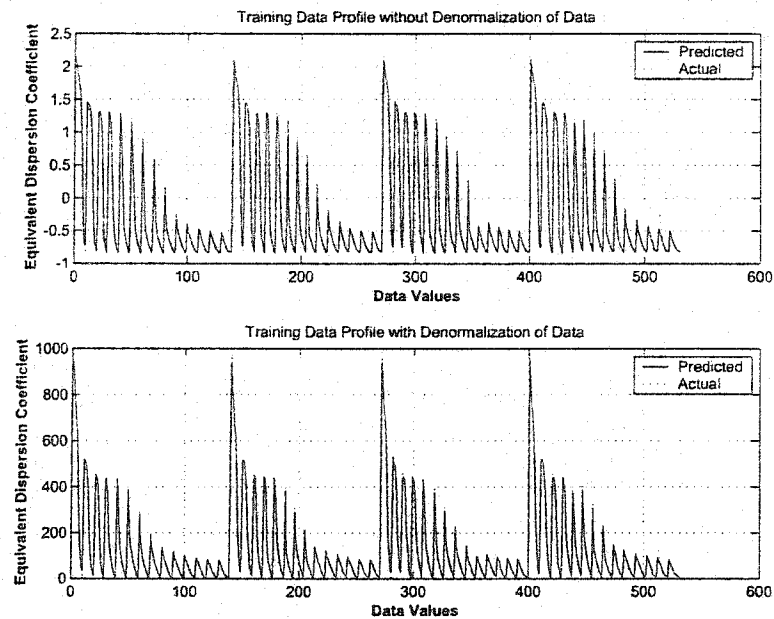 Training Data Profile without Denormalization of Data
Equivalent Dispersion Coefficient
2.5
2
1.5
1
0.5
0
-0.5
-1
Predicted
Actual
0
100
200
300
400
500
600
Data Values
Training Data Profile with Denormalization of Data
Equivalent Dispersion Coefficient
1000
800
600
400
200
0
Predicted
Actual
0
100
200
300
400
500
600
Data Values